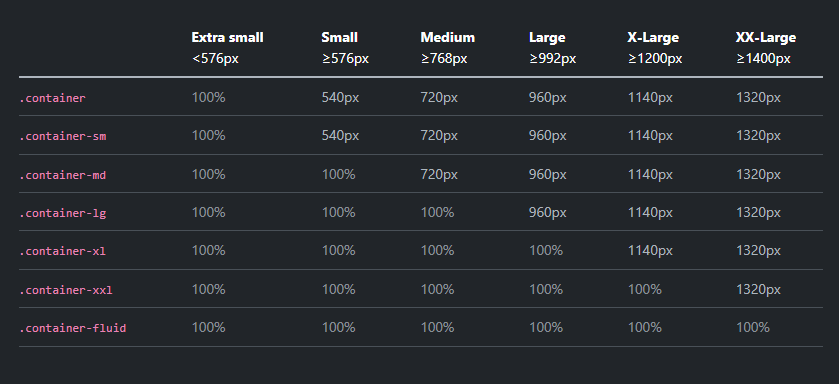 Extra small Small Medium Large X-Large XX-Large
<576px ≥576px ≥768px ≥992px ≥1200px ≥1400px
.container 100% 540px 720px 960px 1140px 1320px
.container-sm 100% 540px 720px 960px 1140px 1320px
.container-md 100% 100% 720px 960px 1140px 1320px
.container-lg 100% 100% 100% 960px 1140px 1320px
.container-xl 100% 100% 100% 100% 1140px 1320px
.container-xxl 100% 100% 100% 100% 100% 1320px
.container-fluid 100% 100% 100% 100% 100% 100%